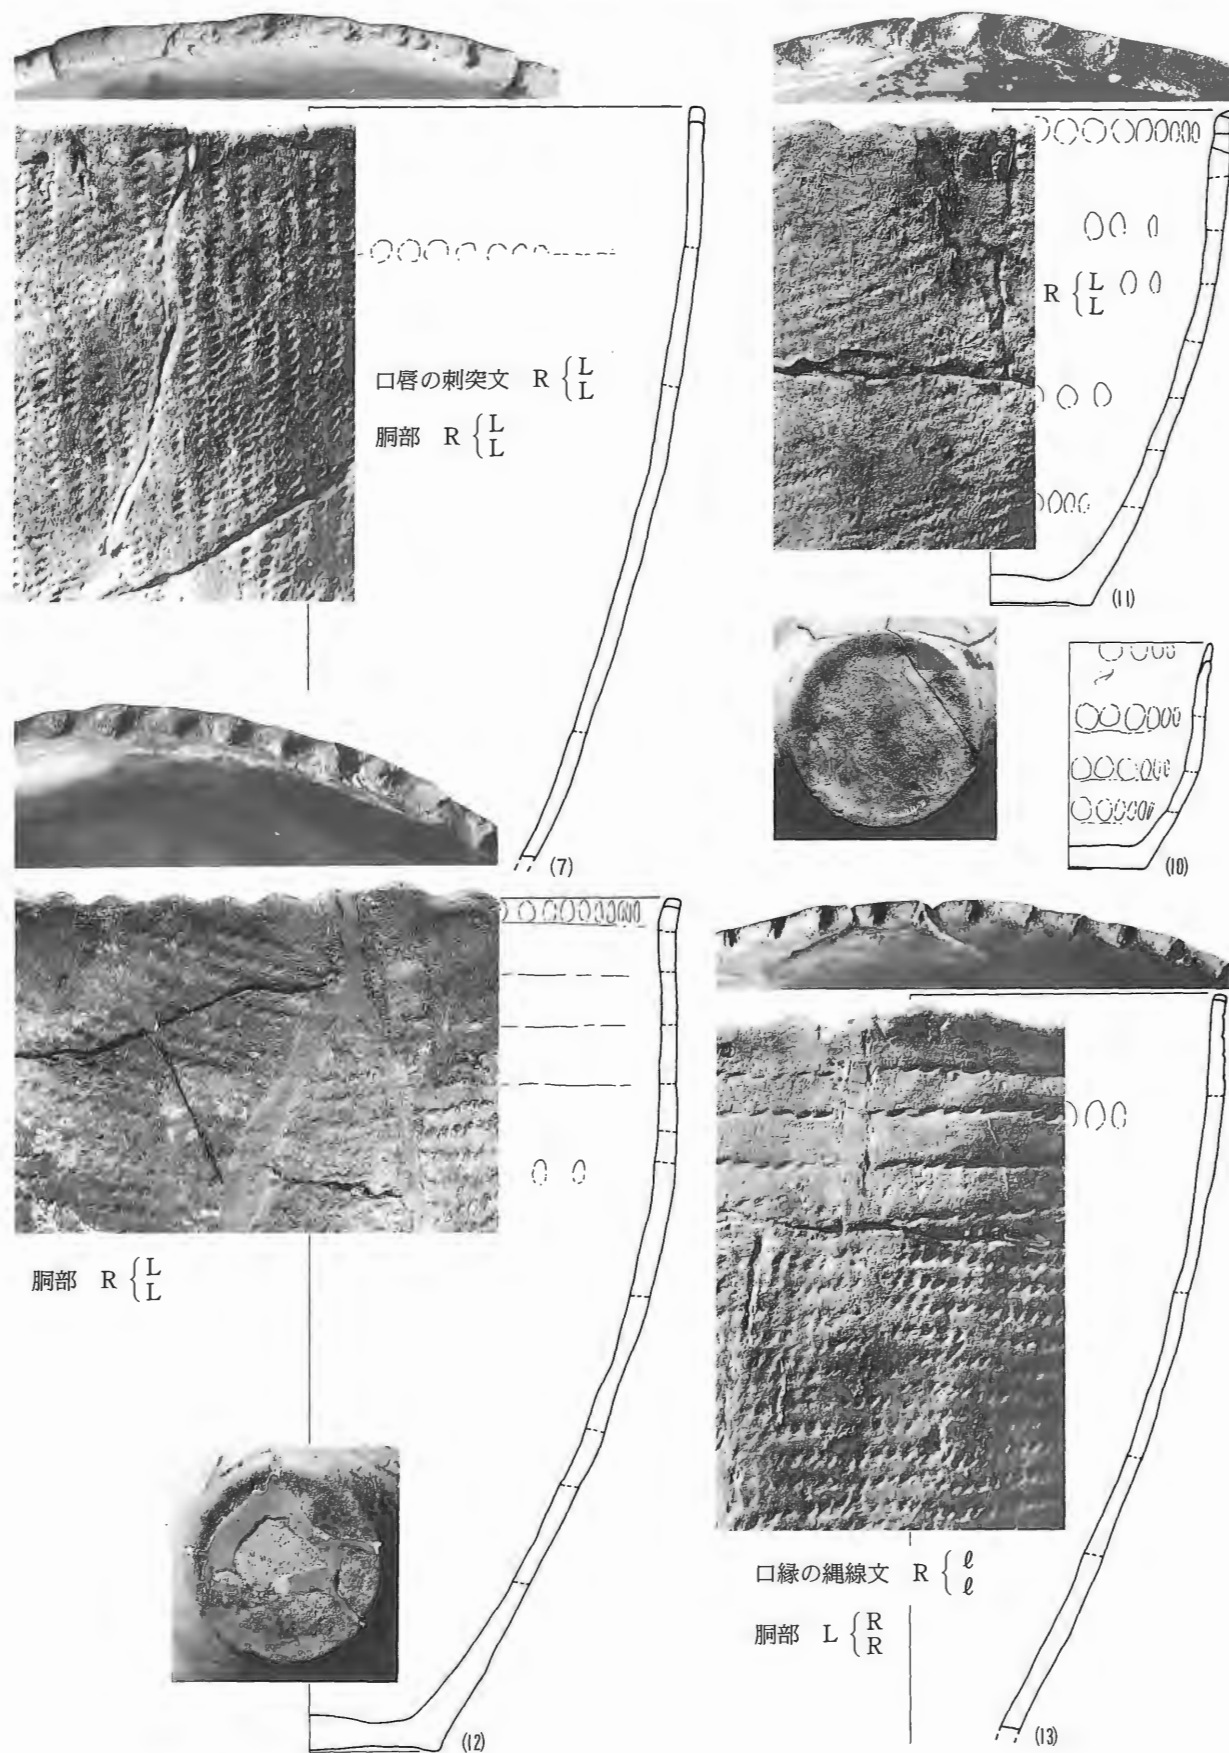 口唇の刺突文 R { L L
胴部 R { L L
(7)
R { L L
(11)
(10)
胴部 R { L L
(12)
口縁の縄線文 R { ℓ ℓ
胴部 L { R R
(13)